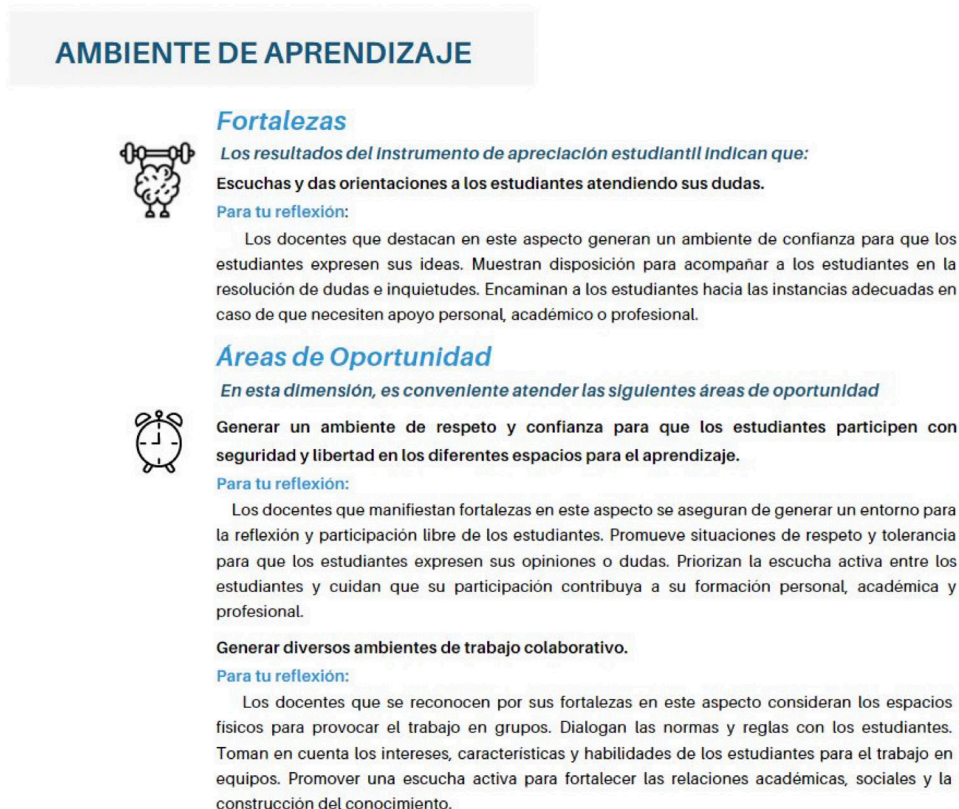 AMBIENTE DE APRENDIZAJE
Fortalezas
Los resultados del instrumento de apreciación estudiantil indican que:
Escuchas y das orientaciones a los estudiantes atendiendo sus dudas.
Para tu reflexión:
Los docentes que destacan en este aspecto generan un ambiente de confianza para que los
estudiantes expresen sus ideas. Muestran disposición para acompañar a los estudiantes en la
resolución de dudas e inquietudes. Encaminan a los estudiantes hacia las instancias adecuadas en
caso de que necesiten apoyo personal, académico o profesional.
Áreas de Oportunidad
En esta dimensión, es conveniente atender las siguientes áreas de oportunidad
Generar un ambiente de respeto y confianza para que los estudiantes participen con
seguridad y libertad en los diferentes espacios para el aprendizaje.
Para tu reflexión:
Los docentes que manifiestan fortalezas en este aspecto se aseguran de generar un entorno para
la reflexión y participación libre de los estudiantes. Promueve situaciones de respeto y tolerancia
para que los estudiantes expresen sus opiniones o dudas. Priorizan la escucha activa entre los
estudiantes y cuidan que su participación contribuya a su formación personal, académica y
profesional.
Generar diversos ambientes de trabajo colaborativo.
Para tu reflexión:
Los docentes que se reconocen por sus fortalezas en este aspecto consideran los espacios
físicos para provocar el trabajo en grupos. Dialogan las normas y reglas con los estudiantes.
Toman en cuenta los intereses, características y habilidades de los estudiantes para el trabajo en
equipos. Promover una escucha activa para fortalecer las relaciones académicas, sociales y la
construcción del conocimiento.